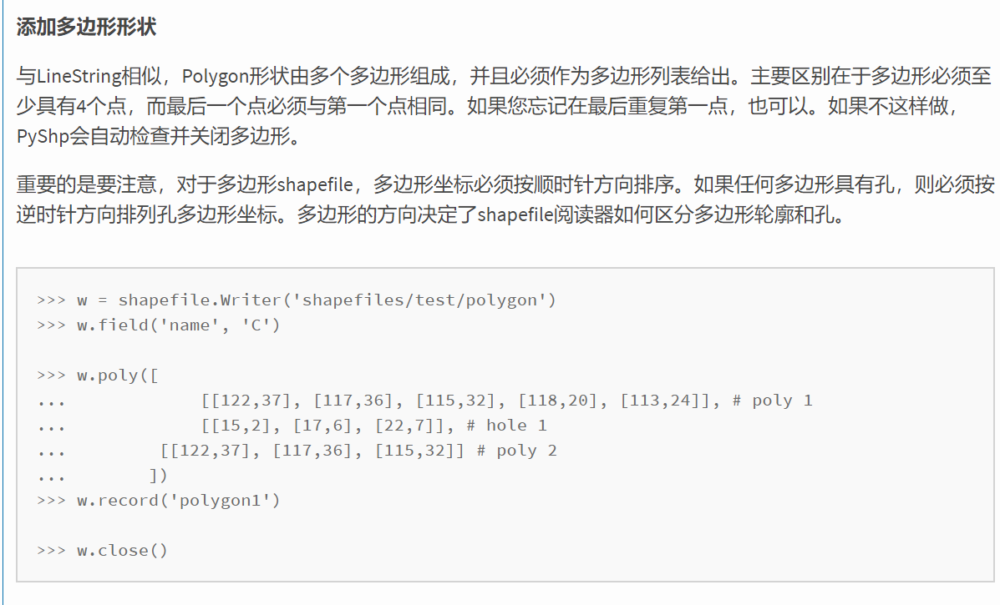 添加多边形形状
与LineString相似，Polygon形状由多个多边形组成，并且必须作为多边形列表给出。主要区别在于多边形必须至
少具有4个点，而最后一个点必须与第一个点相同。如果您忘记在最后重复第一点，也可以。如果不这样做，
PyShp会自动检查并关闭多边形。
重要的是要注意，对于多边形shapefile，多边形坐标必须按顺时针方向排序。如果任何多边形具有孔，则必须按
逆时针方向排列孔多边形坐标。多边形的方向决定了shapefile阅读器如何区分多边形轮廓和孔。
>>> w = shapefile.Writer('shapefiles/test/polygon')
>>> w.field('name', 'C')
>>> w.poly([
...             [[122,37], [117,36], [115,32], [118,20], [113,24]], # poly 1
...             [[15,2], [17,6], [22,7]], # hole 1
...         [[122,37], [117,36], [115,32]] # poly 2
...        ])
>>> w.record('polygon1')
>>> w.close()